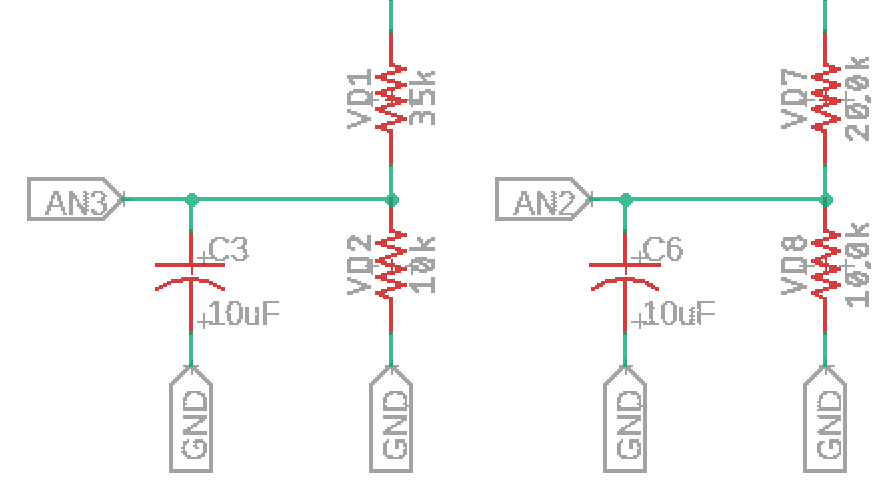 VD1
35k
AN3
C3
10uF
VD2
10k
GND
GND
VD7
20.0k
AN2
C6
10uF
VD8
10.0k
GND
GND